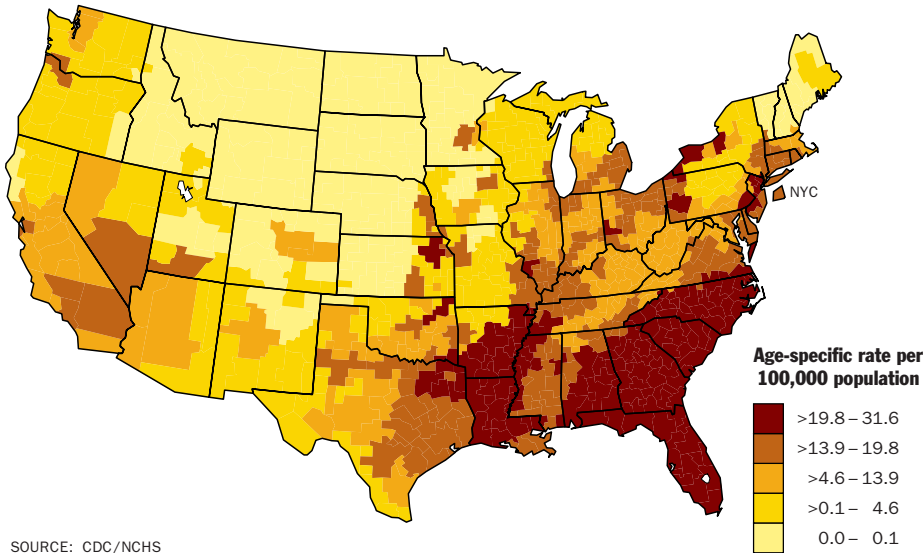 NYC
Age-specific rate per
100,000 population
>19.8 – 31.6
>13.9 – 19.8
>4.6 – 13.9
>0.1 – 4.6
0.0 – 0.1
SOURCE: CDC/NCHS